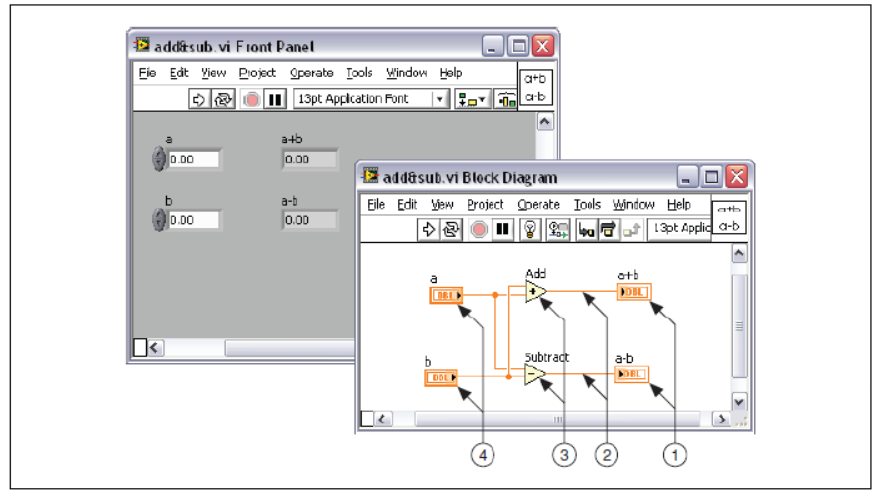 add&sub.vi Front Panel
File Edit View Project Operate Tools Window Help
a+b
a-b
13pt Application Font
a
0.00
a+b
0.00
b
0.00
a-b
0.00
add&sub.vi Block Diagram
File Edit View Project Operate Tools Window Help
a+b
a-b
13pt Applic
a
DBL
Add
+
a+b
DBL
b
DBL
Subtract
-
a-b
DBL
4
3
2
1